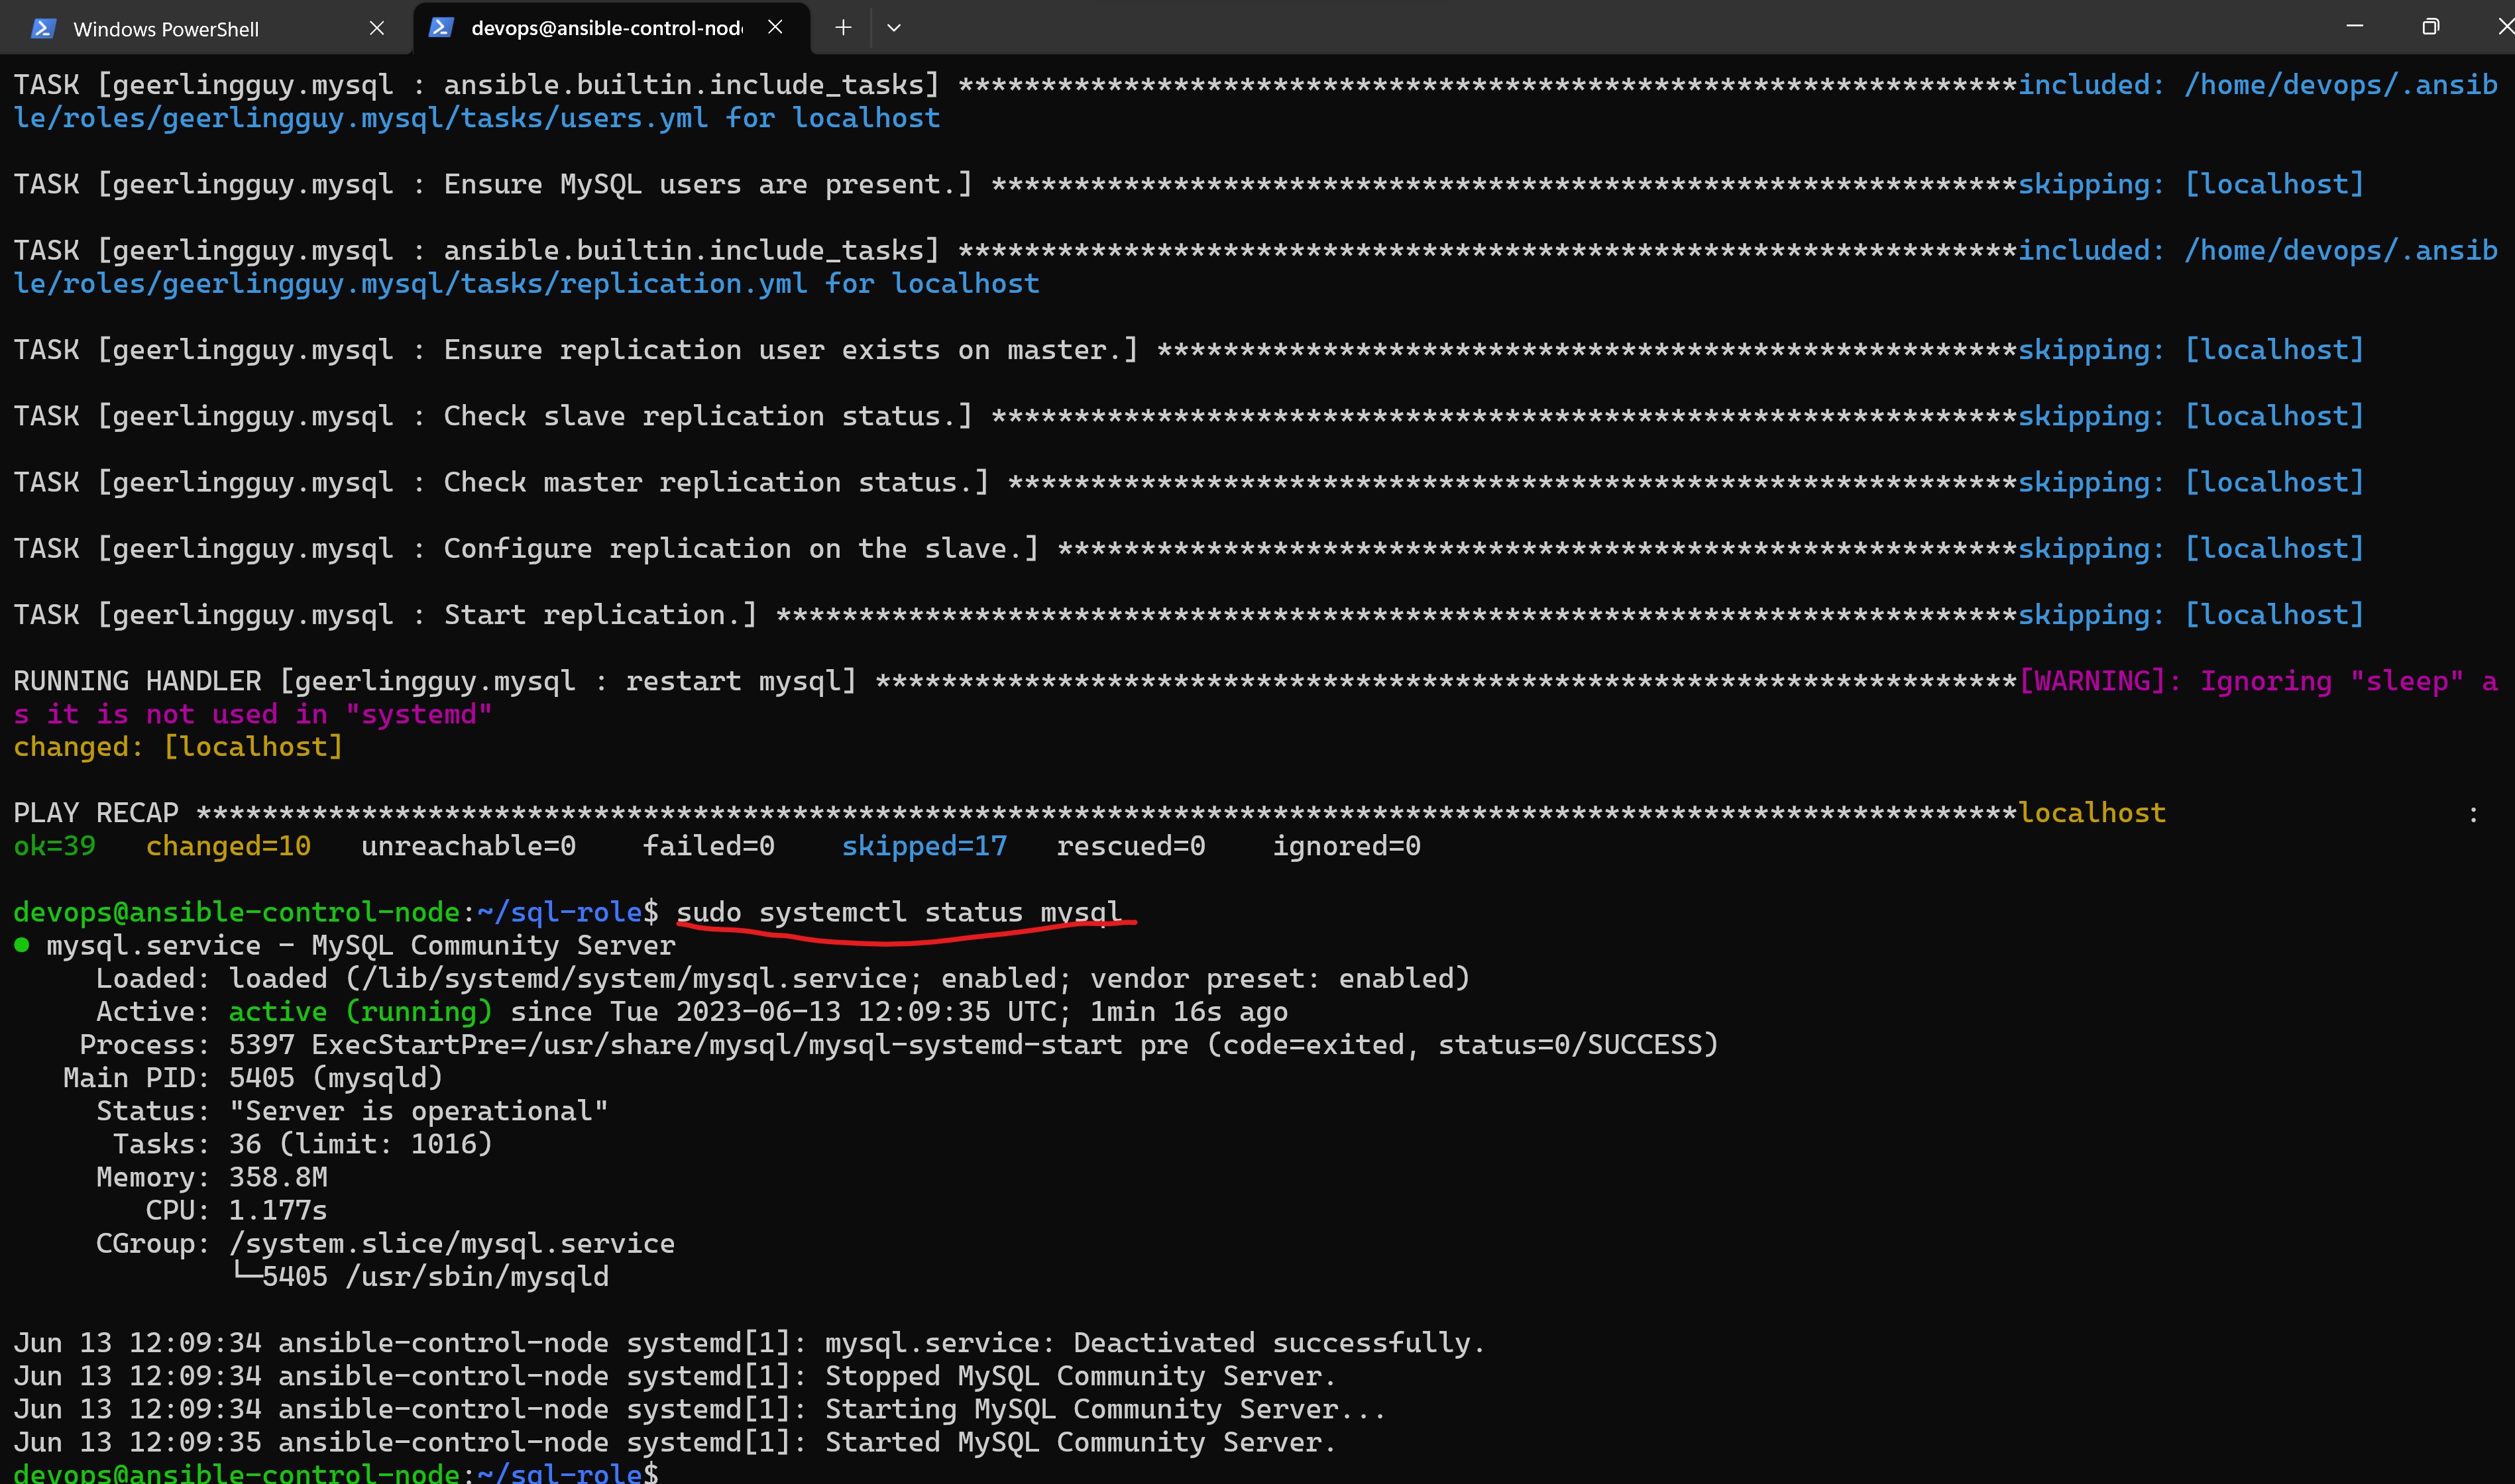 Windows PowerShell
devops@ansible-control-nod
TASK [geerlingguy.mysql : ansible.builtin.include_tasks] ****************************************************************included: /home/devops/.ansib
le/roles/geerlingguy.mysql/tasks/users.yml for localhost
TASK [geerlingguy.mysql : Ensure MySQL users are present.] **************************************************************skipping: [localhost]
TASK [geerlingguy.mysql : ansible.builtin.include_tasks] ****************************************************************included: /home/devops/.ansib
le/roles/geerlingguy.mysql/tasks/replication.yml for localhost
TASK [geerlingguy.mysql : Ensure replication user exists on master.] ****************************************************skipping: [localhost]
TASK [geerlingguy.mysql : Check slave replication status.] **************************************************************skipping: [localhost]
TASK [geerlingguy.mysql : Check master replication status.] *************************************************************skipping: [localhost]
TASK [geerlingguy.mysql : Configure replication on the slave.] **********************************************************skipping: [localhost]
TASK [geerlingguy.mysql : Start replication.] ***************************************************************************skipping: [localhost]
RUNNING HANDLER [geerlingguy.mysql : restart mysql] *********************************************************************[WARNING]: Ignoring "sleep" a
s it is not used in "systemd"
changed: [localhost]
PLAY RECAP **************************************************************************************************************localhost                  :
ok=39   changed=10   unreachable=0    failed=0    skipped=17   rescued=0    ignored=0
devops@ansible-control-node:~/sql-role$ sudo systemctl status mysql
● mysql.service - MySQL Community Server
Loaded: loaded (/lib/systemd/system/mysql.service; enabled; vendor preset: enabled)
Active: active (running) since Tue 2023-06-13 12:09:35 UTC; 1min 16s ago
Process: 5397 ExecStartPre=/usr/share/mysql/mysql-systemd-start pre (code=exited, status=0/SUCCESS)
Main PID: 5405 (mysqld)
Status: "Server is operational"
Tasks: 36 (limit: 1016)
Memory: 358.8M
CPU: 1.177s
CGroup: /system.slice/mysql.service
└─5405 /usr/sbin/mysqld
Jun 13 12:09:34 ansible-control-node systemd[1]: mysql.service: Deactivated successfully.
Jun 13 12:09:34 ansible-control-node systemd[1]: Stopped MySQL Community Server.
Jun 13 12:09:34 ansible-control-node systemd[1]: Starting MySQL Community Server...
Jun 13 12:09:35 ansible-control-node systemd[1]: Started MySQL Community Server.
devops@ansible-control-node:~/sql-role$